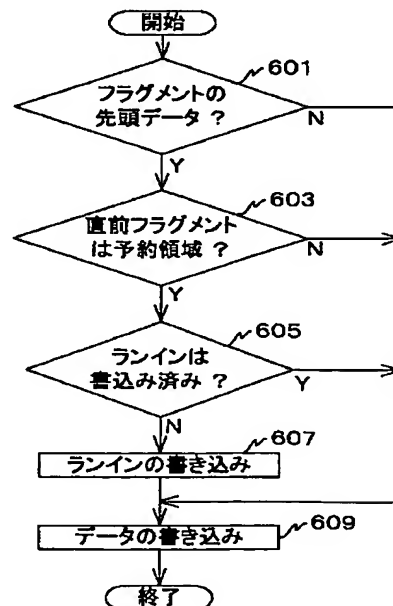 開始
601
フラグメントの
先頭データ ?
N
Y
603
直前フラグメント
は予約領域 ?
N
Y
605
ランインは
書込み済み ?
Y
N
607
ランインの書き込み
609
データの書き込み
終了